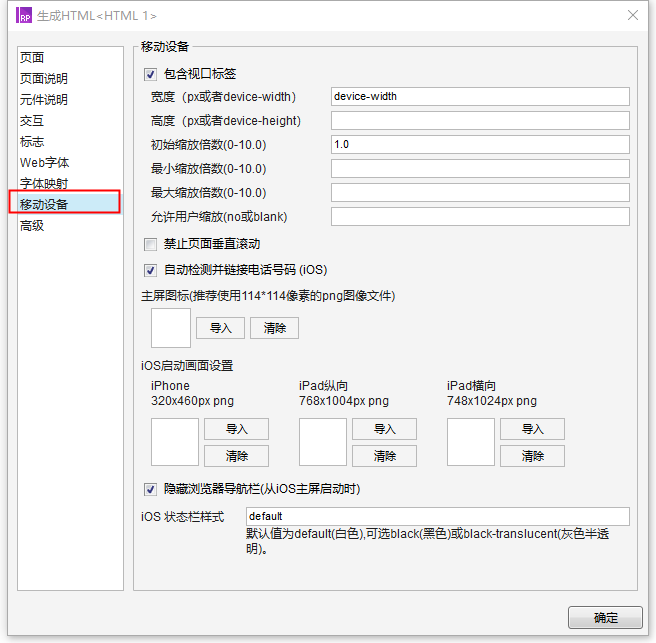 RP 生成HTML<HTML 1>
页面
页面说明
元件说明
交互
标志
Web字体
字体映射
移动设备
高级
移动设备
包含视口标签
宽度（px或者device-width） device-width
高度（px或者device-height)
初始缩放倍数(0-10.0) 1.0
最小缩放倍数(0-10.0)
最大缩放倍数(0-10.0)
允许用户缩放(no或blank)
禁止页面垂直滚动
自动检测并链接电话号码 (iOS)
主屏图标(推荐使用114*114像素的png图像文件)
导入 清除
iOS启动画面设置
iPhone iPad纵向 iPad横向
320x460px png 768x1004px png 748x1024px png
导入 导入 导入
清除 清除 清除
隐藏浏览器导航栏(从iOS主屏启动时)
iOS 状态栏样式 default
默认值为default(白色),可选black(黑色)或black-translucent(灰色半透
明)。
确定